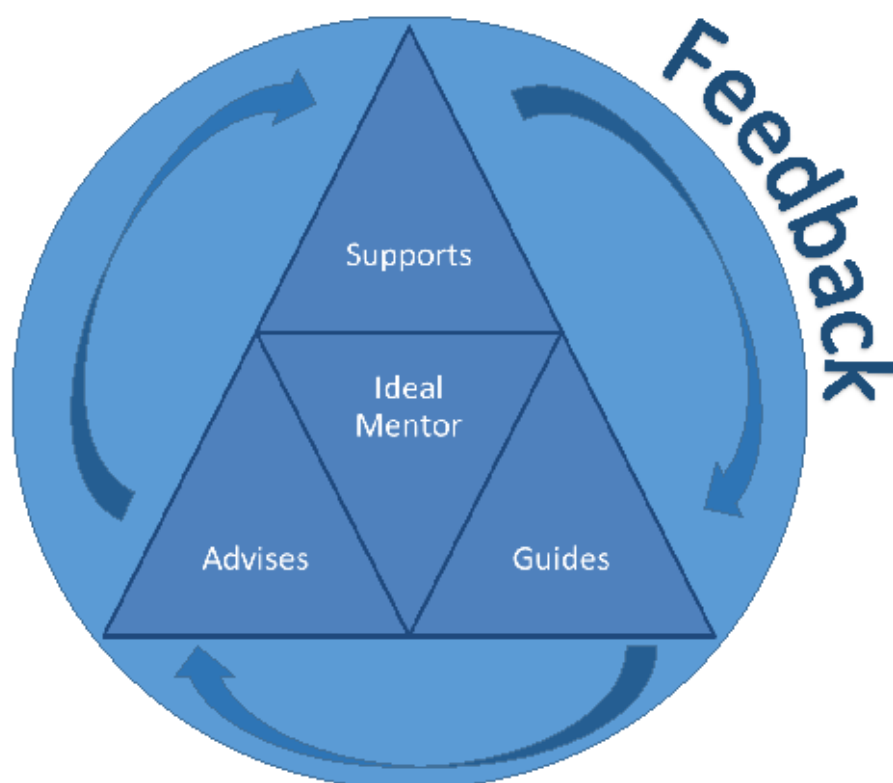 Feedback
Supports
Ideal
Mentor
Advises
Guides